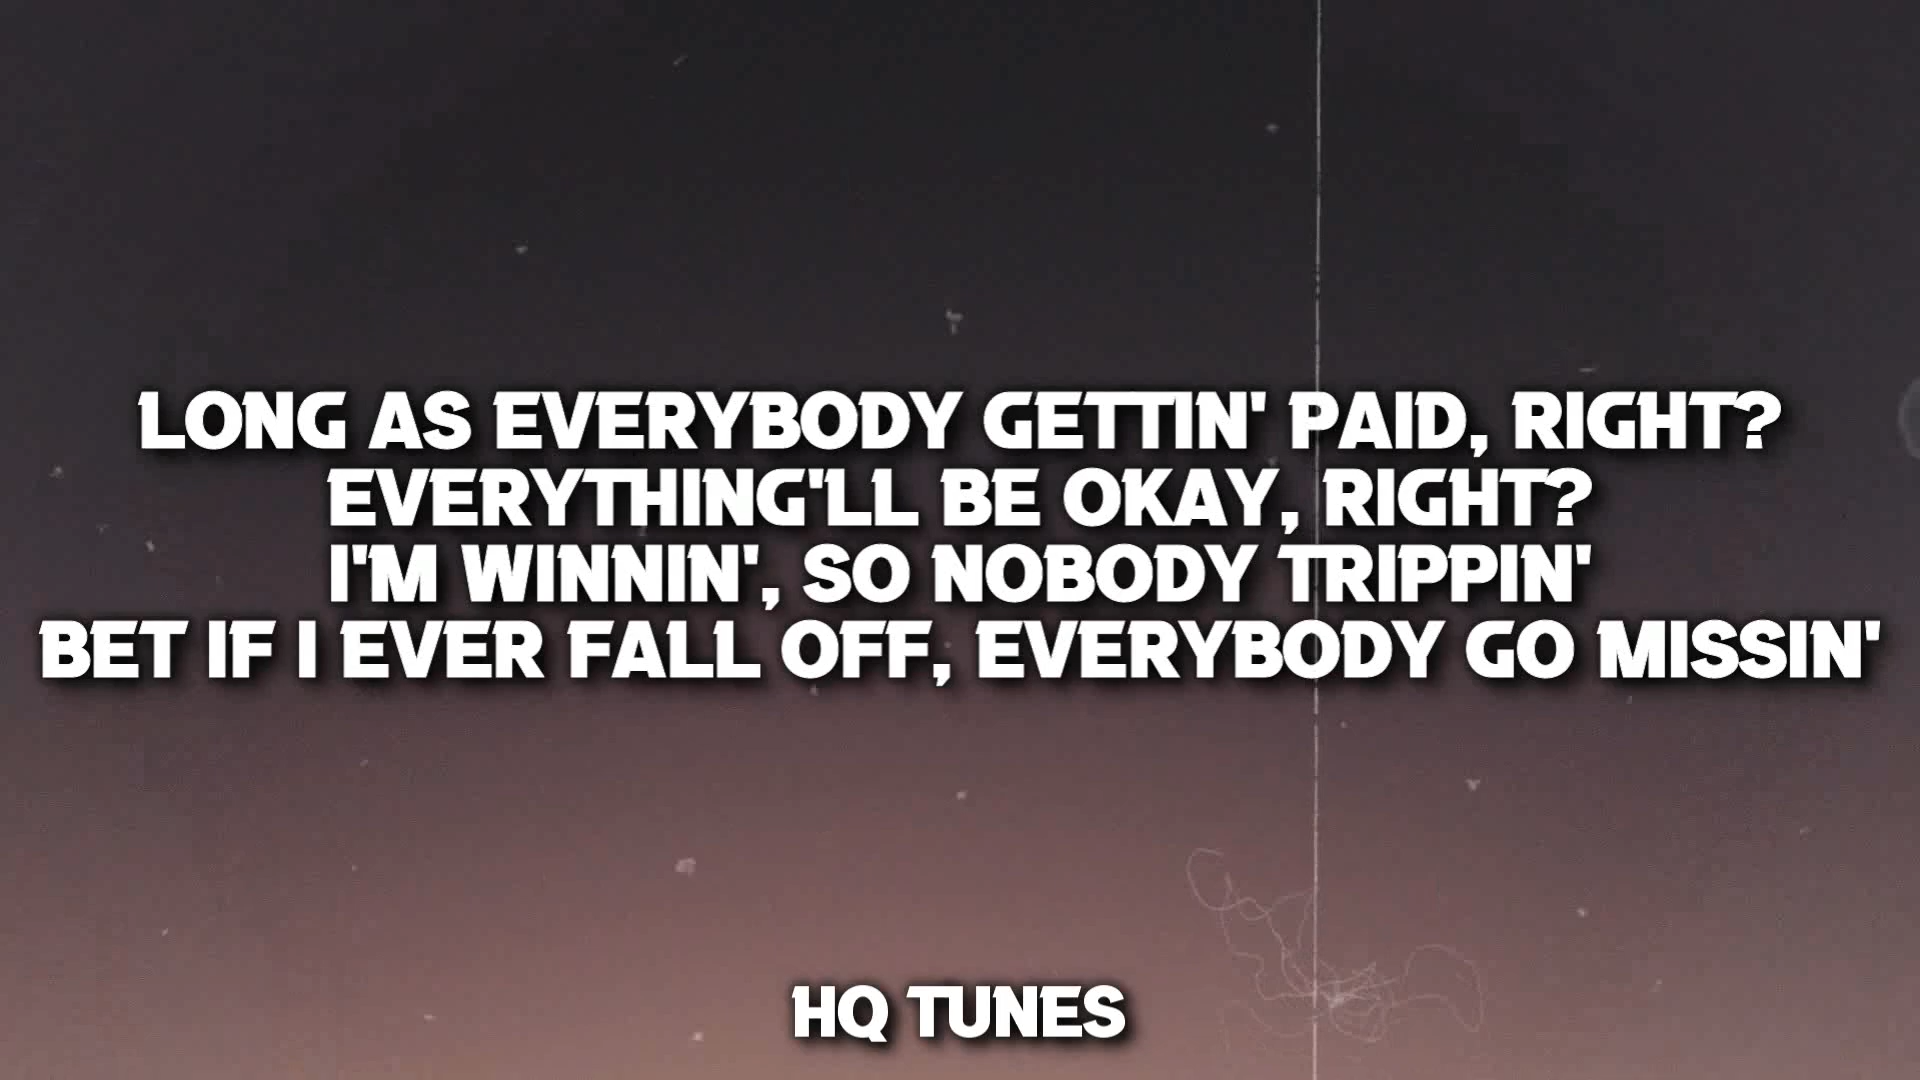 LONG AS EVERYBODY GETTIN' PAID, RIGHT?
EVERYTHING'LL BE OKAY, RIGHT?
I'M WINNIN', SO NOBODY TRIPPIN'
BET IF I EVER FALL OFF, EVERYBODY GO MISSIN'
HQ TUNES